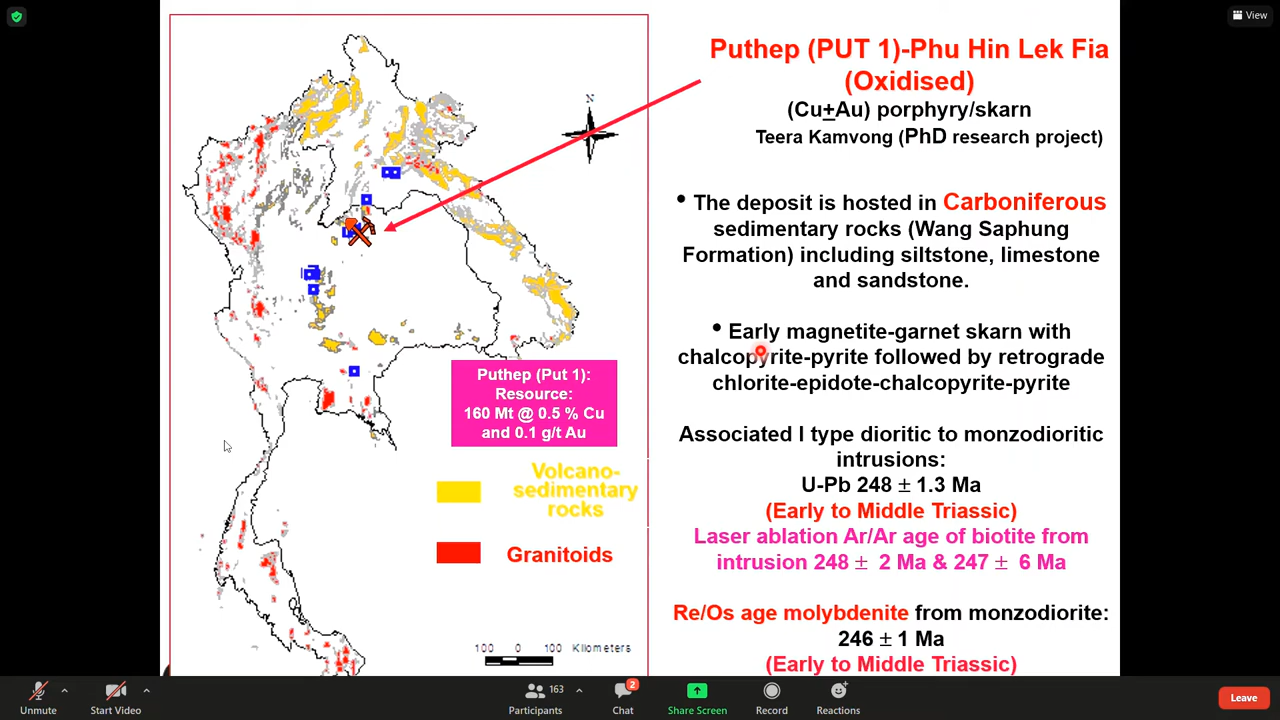 View
Puthep (PUT 1)-Phu Hin Lek Fia
(Oxidised)
(Cu±Au) porphyry/skarn
Teera Kamvong (PhD research project)
N
• The deposit is hosted in Carboniferous
sedimentary rocks (Wang Saphung
Formation) including siltstone, limestone
and sandstone.
• Early magnetite-garnet skarn with
chalcopyrite-pyrite followed by retrograde
chlorite-epidote-chalcopyrite-pyrite
Puthep (Put 1):
Resource:
160 Mt @ 0.5 % Cu
and 0.1 g/t Au
Associated I type dioritic to monzodioritic
intrusions:
U-Pb 248 ± 1.3 Ma
(Early to Middle Triassic)
Laser ablation Ar/Ar age of biotite from
intrusion 248 ± 2 Ma & 247 ± 6 Ma
Volcano-
sedimentary
rocks
Granitoids
Re/Os age molybdenite from monzodiorite:
246 ± 1 Ma
(Early to Middle Triassic)
100 0 100 Kilometers
Unmute
Start Video
163
Participants
2
Chat
Share Screen
Record
Reactions
Leave